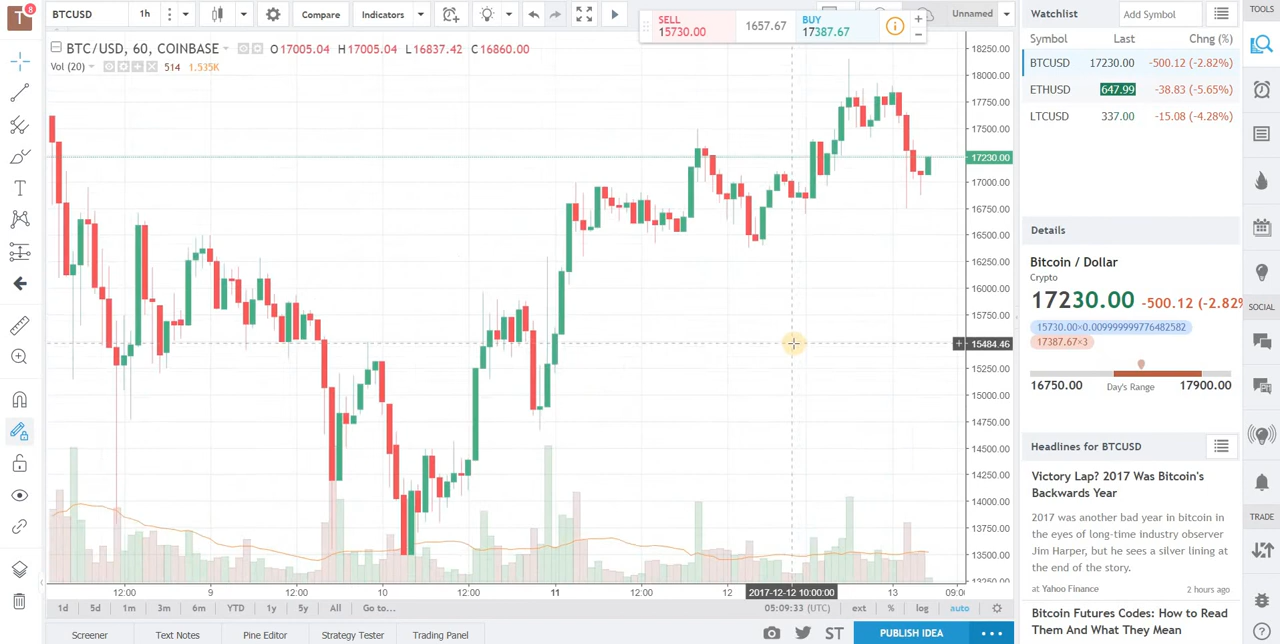 T 8
BTCUSD 1h Compare Indicators Unnamed
SELL 15730.00 1657.67 BUY 17387.67
BTC/USD, 60, COINBASE O17005.04 H17005.04 L16837.42 C16860.00
Vol (20) 514 1.535K
18250.00
18000.00
17750.00
17500.00
17230.00
17000.00
16750.00
16500.00
16250.00
16000.00
15750.00
15484.46
15250.00
15000.00
14750.00
14500.00
14250.00
14000.00
13750.00
13500.00
13250.00
12:00 9 12:00 10 12:00 11 12:00 12 2017-12-12 10:00:00 13 09:0
1d 5d 1m 3m 6m YTD 1y 5y All Go to... 05:09:33 (UTC) ext % log auto
Screener Text Notes Pine Editor Strategy Tester Trading Panel ST PUBLISH IDEA
Watchlist Add Symbol
Symbol Last Chng (%)
BTCUSD 17230.00 -500.12 (-2.82%)
ETHUSD 647.99 -38.83 (-5.65%)
LTCUSD 337.00 -15.08 (-4.28%)
Details
Bitcoin / Dollar
Crypto
17230.00 -500.12 (-2.82%
15730.00×0.009999999776482582
17387.67×3
16750.00 Day's Range 17900.00
Headlines for BTCUSD
Victory Lap? 2017 Was Bitcoin's
Backwards Year
2017 was another bad year in bitcoin in
the eyes of long-time industry observer
Jim Harper, but he sees a silver lining at
the end of the story.
at Yahoo Finance 2 hours ago
Bitcoin Futures Codes: How to Read
Them And What They Mean
TOOLS
SOCIAL
TRADE